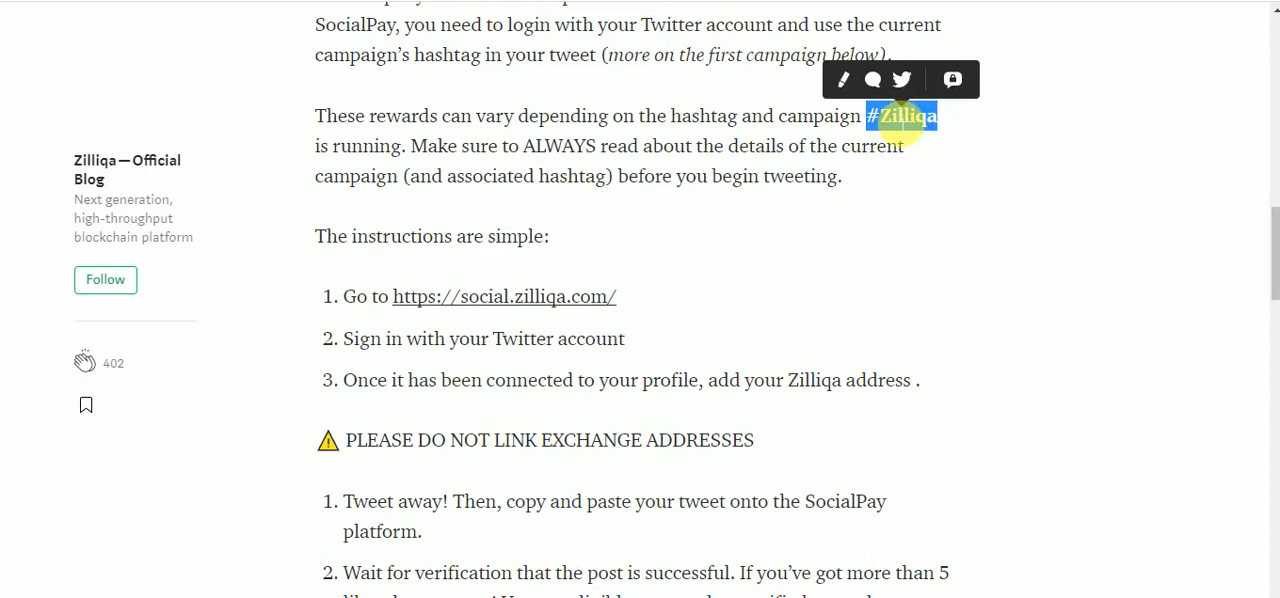 SocialPay, you need to login with your Twitter account and use the current
campaign’s hashtag in your tweet (more on the first campaign below).
These rewards can vary depending on the hashtag and campaign #Zilliqa
is running. Make sure to ALWAYS read about the details of the current
campaign (and associated hashtag) before you begin tweeting.
Zilliqa — Official
Blog
Next generation,
high-throughput
blockchain platform
Follow
402
The instructions are simple:
1. Go to https://social.zilliqa.com/
2. Sign in with your Twitter account
3. Once it has been connected to your profile, add your Zilliqa address .
PLEASE DO NOT LINK EXCHANGE ADDRESSES
1. Tweet away! Then, copy and paste your tweet onto the SocialPay
platform.
2. Wait for verification that the post is successful. If you’ve got more than 5